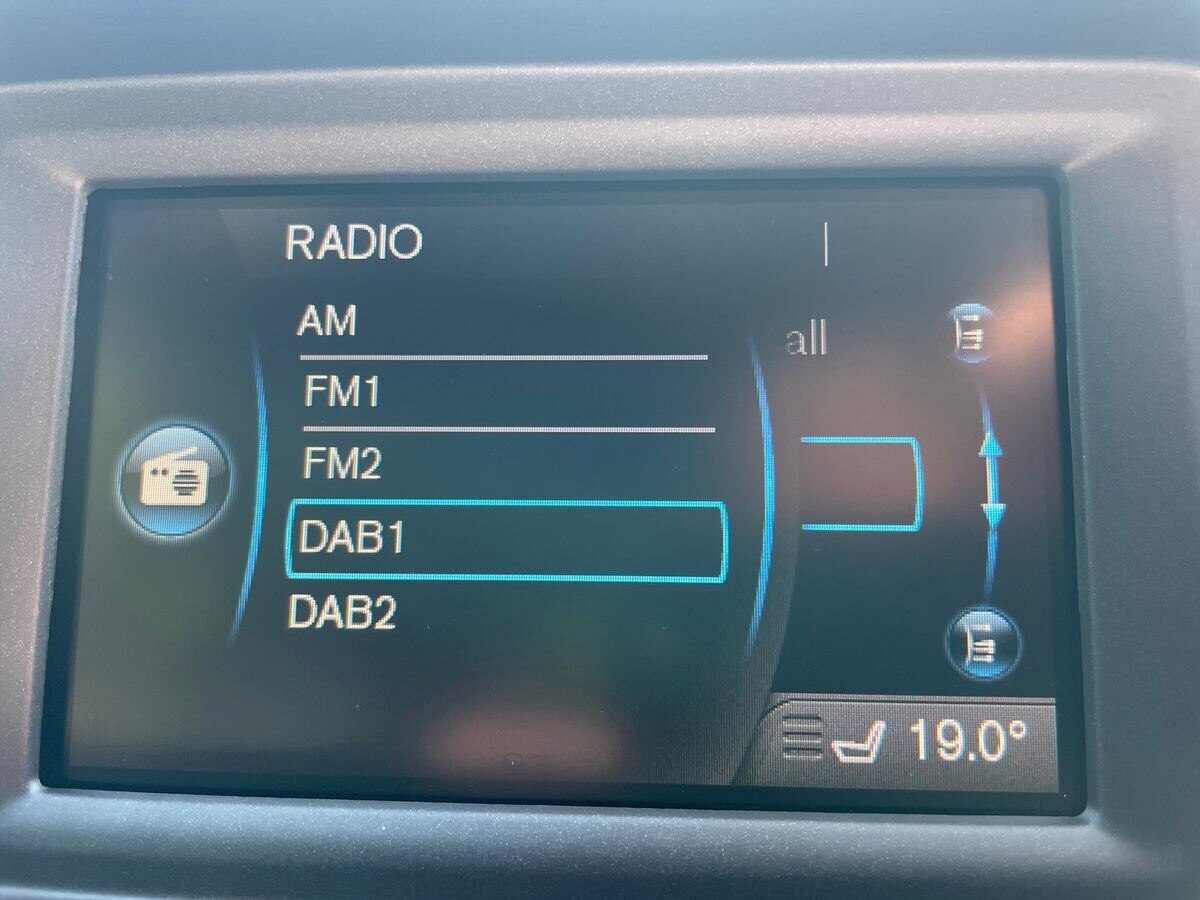 RADIO
AM
all
FM1
FM2
DAB1
DAB2
19.0°